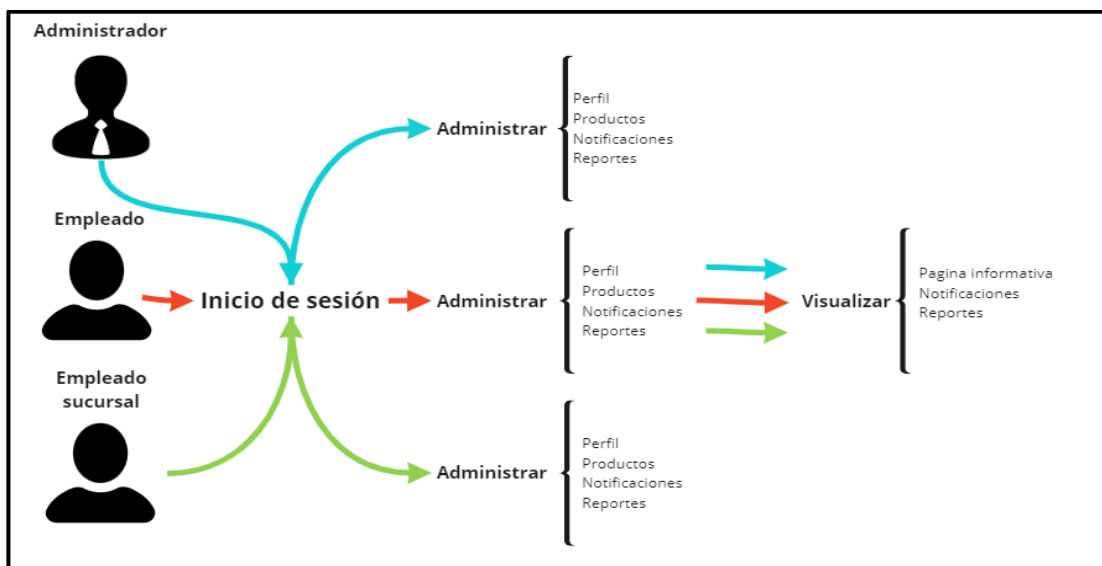 Administrador
Administrar
Perfil
Productos
Notificaciones
Reportes
Empleado
Inicio de sesión
Administrar
Perfil
Productos
Notificaciones
Reportes
Visualizar
Pagina informativa
Notificaciones
Reportes
Empleado
sucursal
Administrar
Perfil
Productos
Notificaciones
Reportes